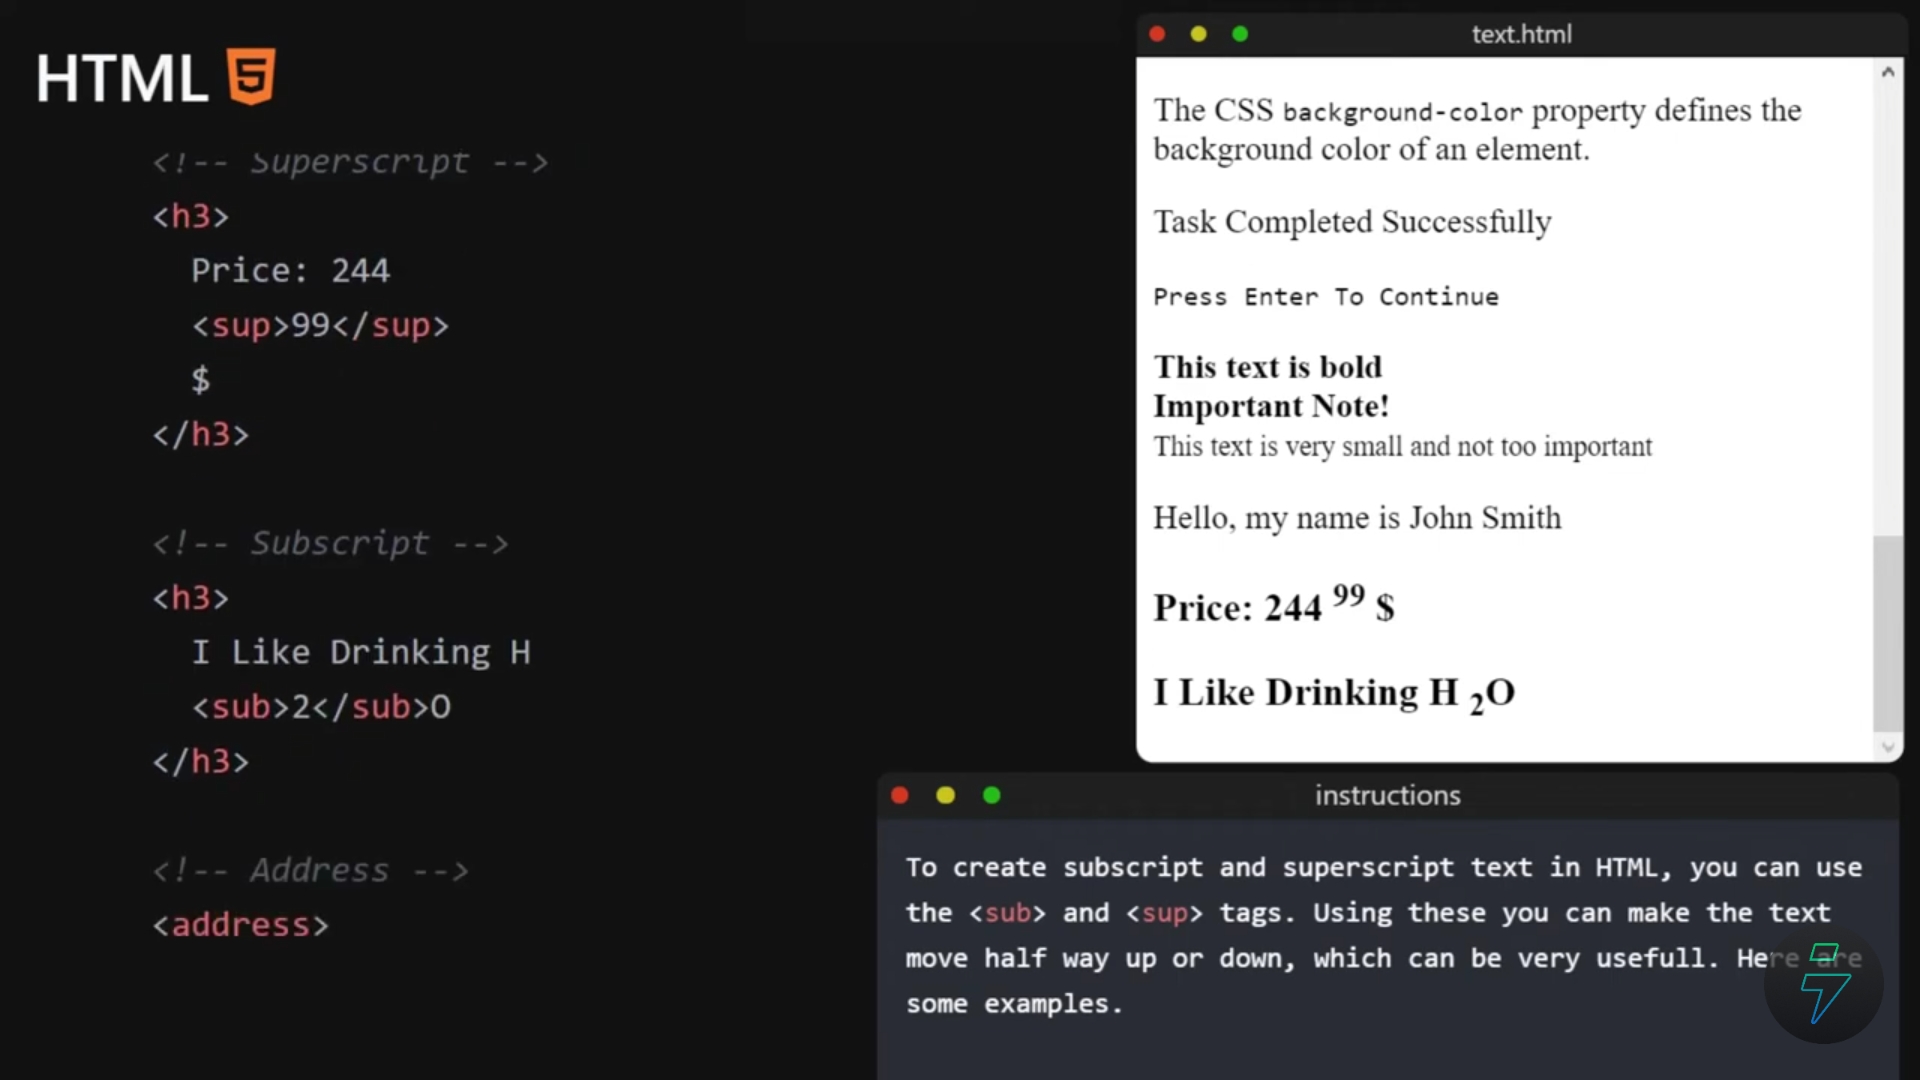 HTML 5
<!-- Superscript -->
<h3>
Price: 244
<sup>99</sup>
$
</h3>
<!-- Subscript -->
<h3>
I Like Drinking H
<sub>2</sub>O
</h3>
<!-- Address -->
<address>
text.html
The CSS background-color property defines the
background color of an element.
Task Completed Successfully
Press Enter To Continue
This text is bold
Important Note!
This text is very small and not too important
Hello, my name is John Smith
Price: 244 99 $
I Like Drinking H 2O
instructions
To create subscript and superscript text in HTML, you can use
the <sub> and <sup> tags. Using these you can make the text
move half way up or down, which can be very usefull. Here are
some examples.